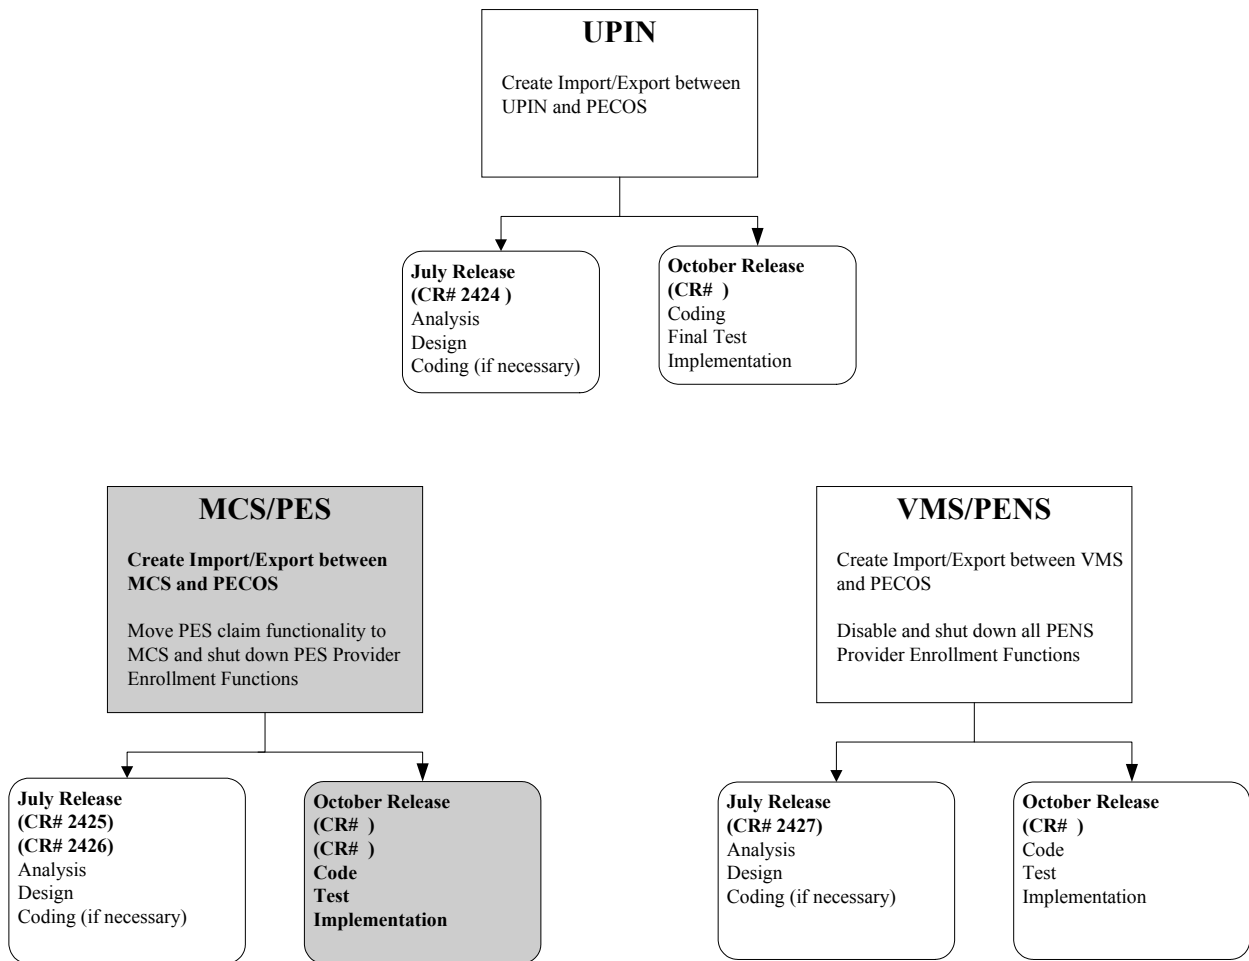 UPIN
Create Import/Export between
UPIN and PECOS
July Release
(CR# 2424 )
Analysis
Design
Coding (if necessary)
October Release
(CR#  )
Coding
Final Test
Implementation
MCS/PES
Create Import/Export between
MCS and PECOS
Move PES claim functionality to
MCS and shut down PES Provider
Enrollment Functions
VMS/PENS
Create Import/Export between VMS
and PECOS
Disable and shut down all PENS
Provider Enrollment Functions
July Release
(CR# 2425)
(CR# 2426)
Analysis
Design
Coding (if necessary)
October Release
(CR#  )
(CR#  )
Code
Test
Implementation
July Release
(CR# 2427)
Analysis
Design
Coding (if necessary)
October Release
(CR#  )
Code
Test
Implementation